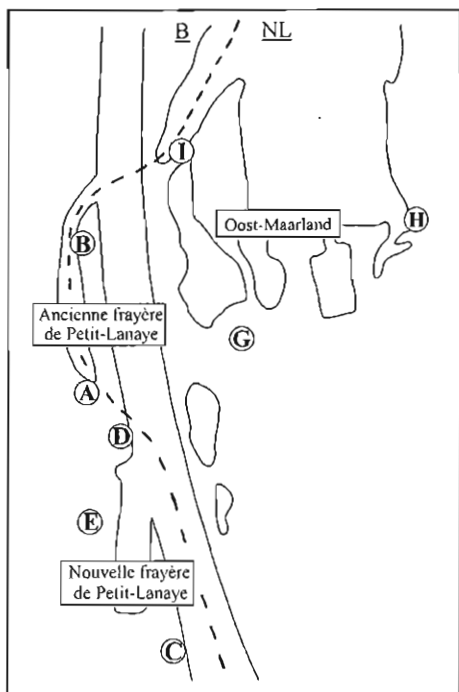 B NL
I
Oost-Maarland
H
B
Ancienne frayère
de Petit-Lanaye
G
A
D
E
Nouvelle frayère
de Petit-Lanaye
C